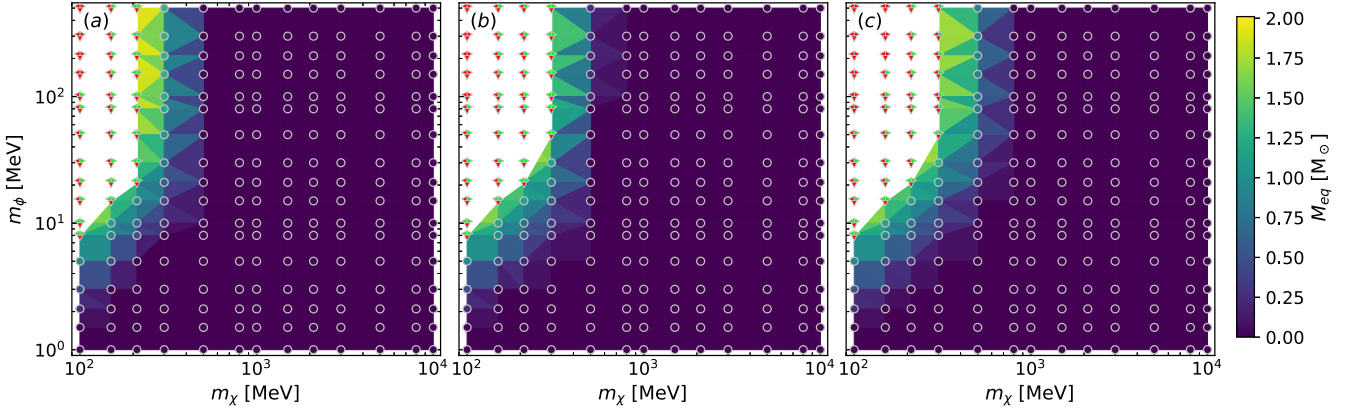 (a)
(b)
(c)
m_ϕ [MeV]
10²
10¹
10⁰
10² 10³ 10⁴
m_χ [MeV]
10² 10³ 10⁴
m_χ [MeV]
10² 10³ 10⁴
m_χ [MeV]
2.00
1.75
1.50
1.25
1.00
0.75
0.50
0.25
0.00
M_eq [M_⊙]